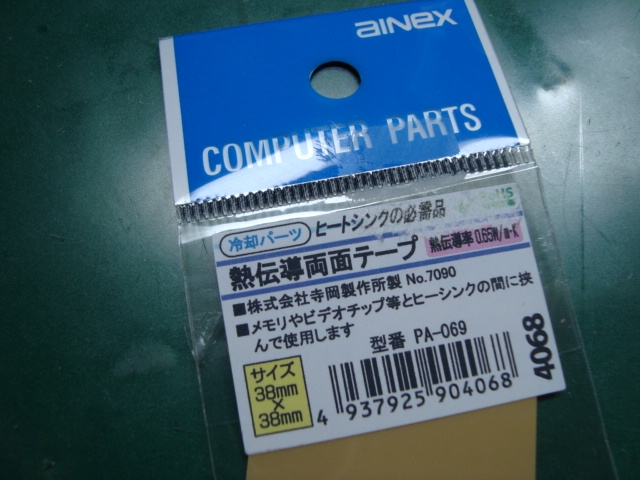 AINEX
COMPUTER PARTS
冷却パーツ ヒートシンクの必需品
熱伝導両面テープ 熱伝導率 0.65W/m・K
■株式会社寺岡製作所製 No.7090
■メモリやビデオチップ等とヒーシンクの間に挟
んで使用します
型番 PA-069
サイズ
38mm
×
38mm
4 937925 904068
4068